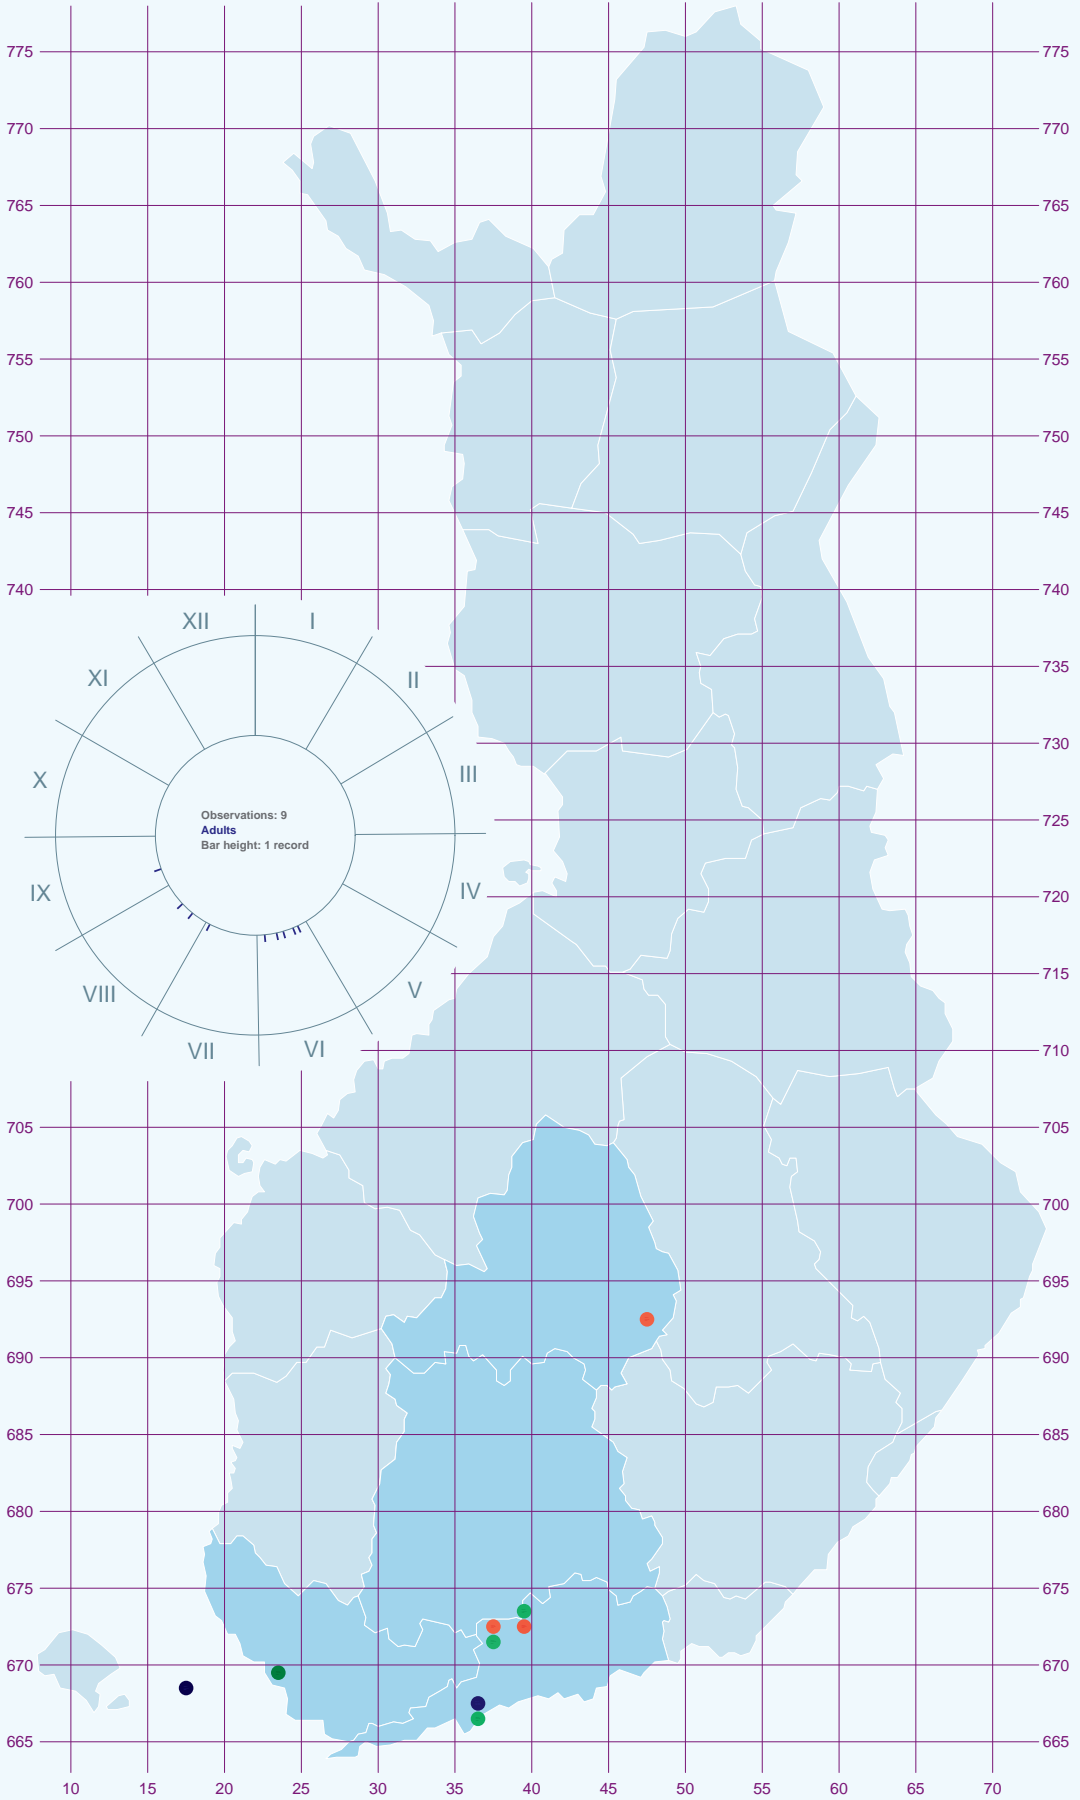 775 775
770 770
765 765
760 760
755 755
750 750
745 745
740 740
XII I
XI II
735
730
X III
Observations: 9
Adults
Bar height: 1 record
725
IX IV
720
VIII V
715
VII VI
710
705 705
700 700
695 695
690 690
685 685
680 680
675 675
670 670
665 665
10 15 20 25 30 35 40 45 50 55 60 65 70